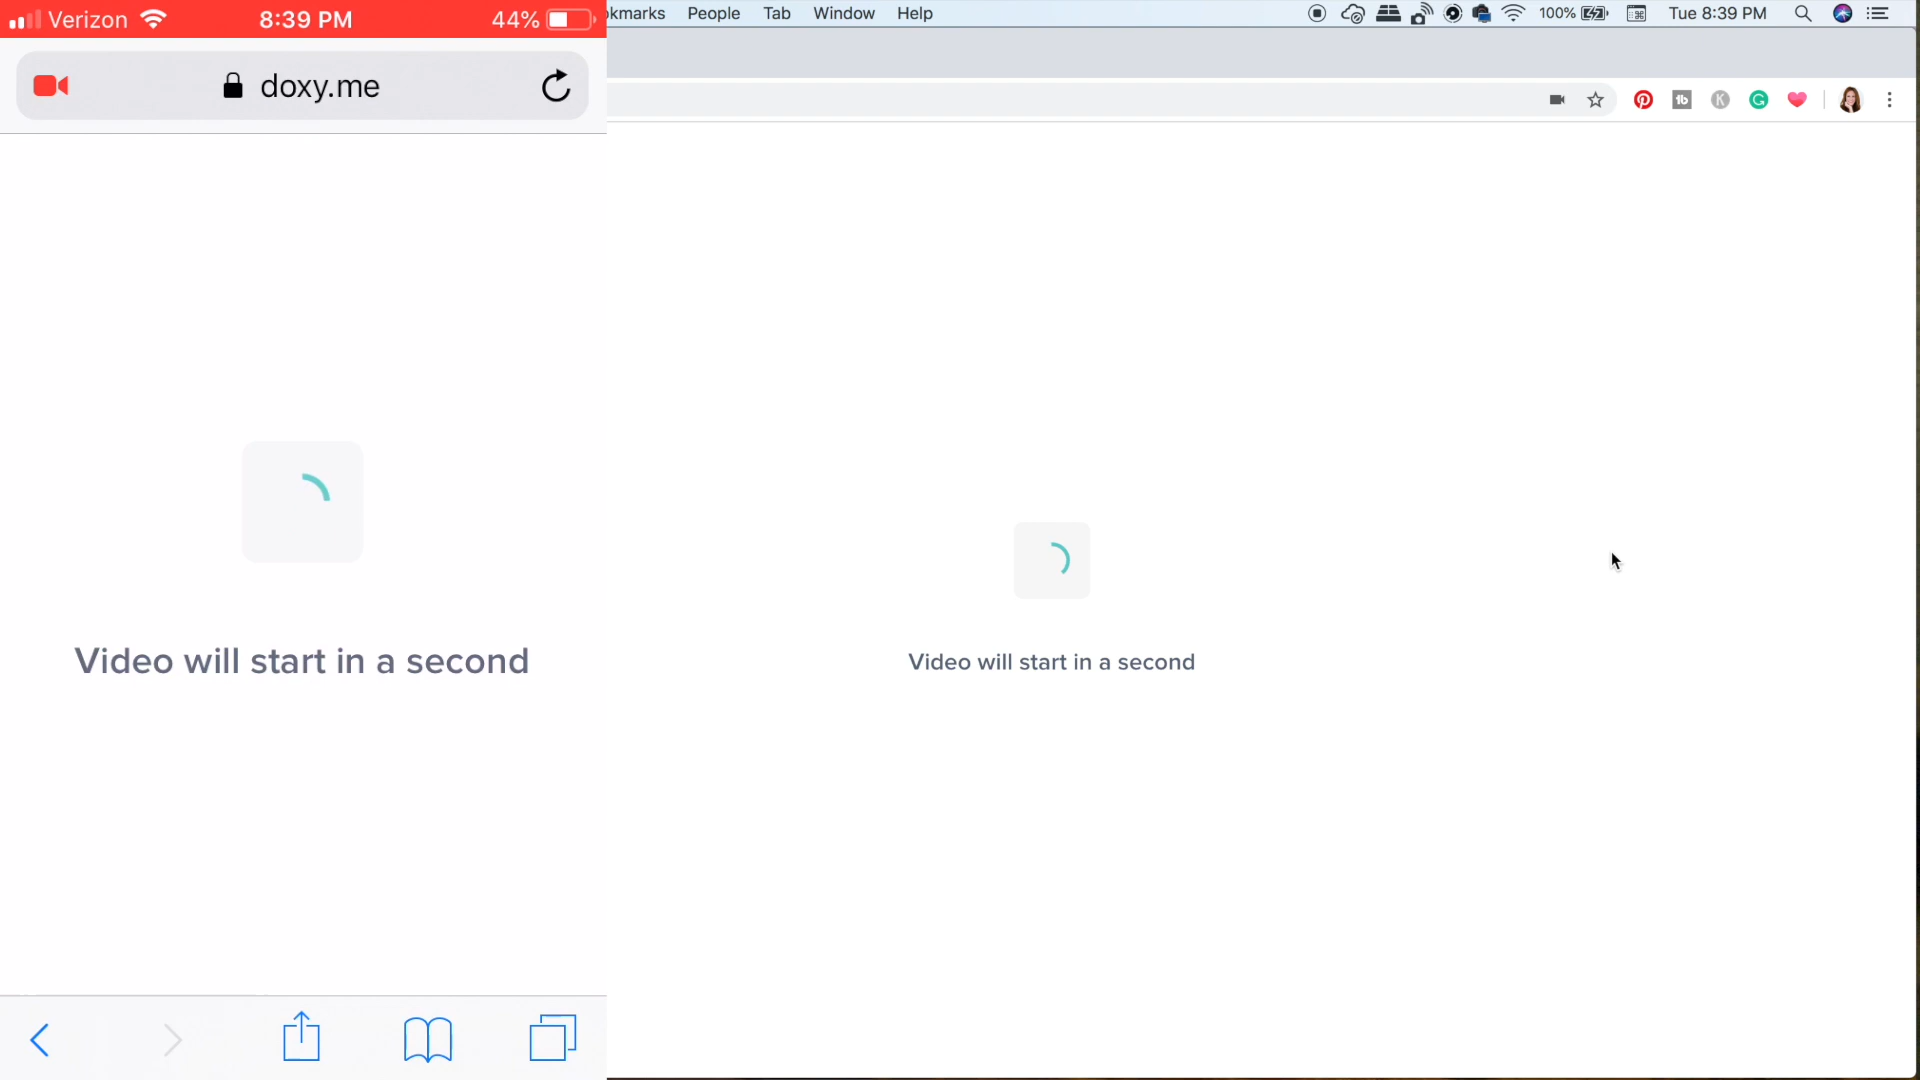 Verizon 8:39 PM 44%
doxy.me
Video will start in a second
kmarks People Tab Window Help 100% Tue 8:39 PM
Video will start in a second